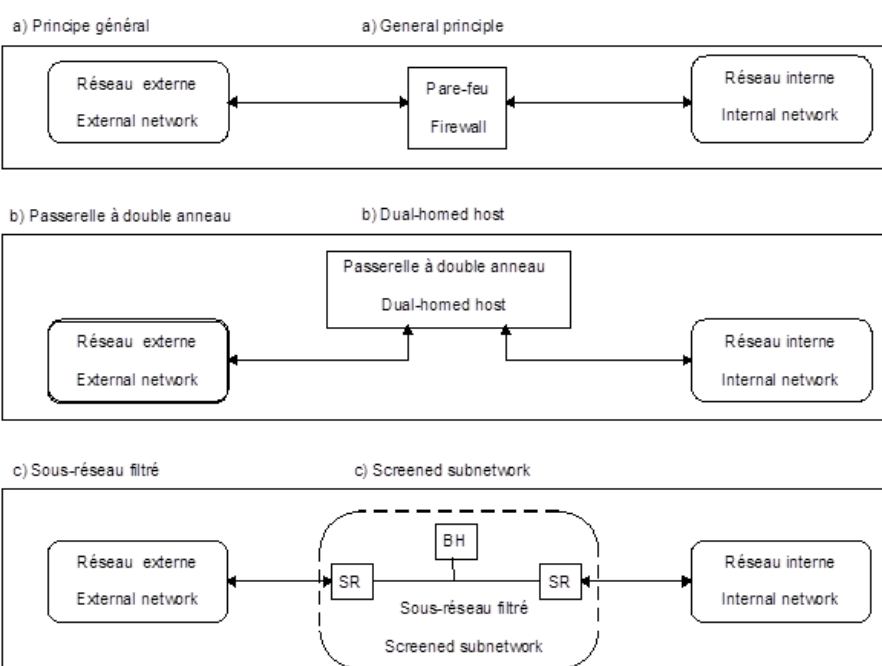 a) Principe général
a) General principle
Réseau externe
External network
Pare-feu
Firewall
Réseau interne
Internal network
b) Passerelle à double anneau
b) Dual-homed host
Passerelle à double anneau
Dual-homed host
Réseau externe
External network
Réseau interne
Internal network
c) Sous-réseau filtré
c) Screened subnetwork
Réseau externe
External network
BH
SR
SR
Sous-réseau filtré
Screened subnetwork
Réseau interne
Internal network